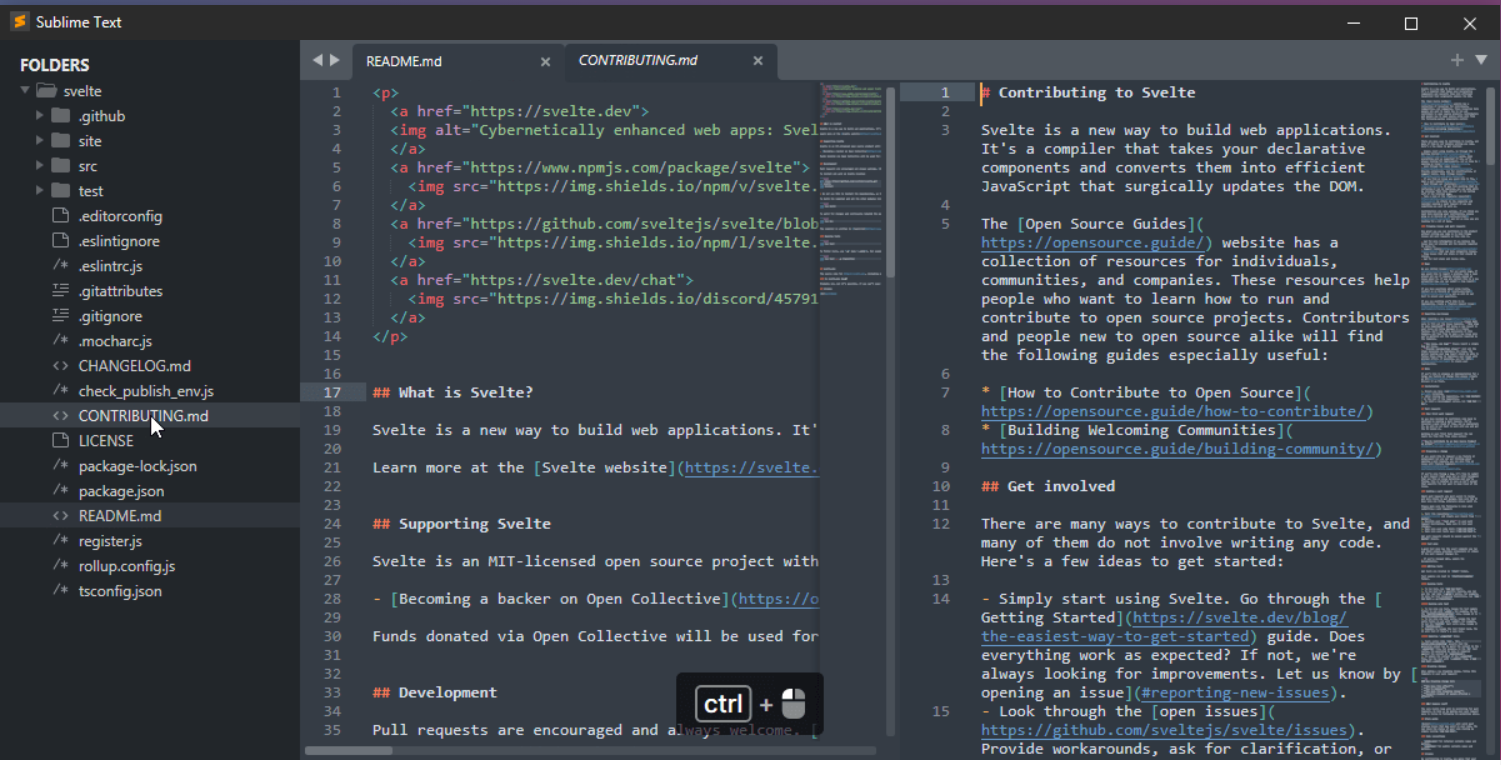 Sublime Text
FOLDERS
svelte
.github
site
src
test
.editorconfig
.eslintignore
/* .eslintrc.js
.gitattributes
.gitignore
/* .mocharc.js
<> CHANGELOG.md
/* check_publish_env.js
<> CONTRIBUTING.md
LICENSE
/* package-lock.json
/* package.json
<> README.md
/* register.js
/* rollup.config.js
/* tsconfig.json
README.md
CONTRIBUTING.md
1 <p>
2 <a href="https://svelte.dev">
3 <img alt="Cybernetically enhanced web apps: Svel
4 </a>
5 <a href="https://www.npmjs.com/package/svelte">
6 <img src="https://img.shields.io/npm/v/svelte.
7 </a>
8 <a href="https://github.com/sveltejs/svelte/blob
9 <img src="https://img.shields.io/npm/l/svelte.
10 </a>
11 <a href="https://svelte.dev/chat">
12 <img src="https://img.shields.io/discord/45791
13 </a>
14 </p>
15
16
17 ## What is Svelte?
18
19 Svelte is a new way to build web applications. It'
20
21 Learn more at the [Svelte website](https://svelte.
22
23
24 ## Supporting Svelte
25
26 Svelte is an MIT-licensed open source project with
27
28 - [Becoming a backer on Open Collective](https://o
29
30 Funds donated via Open Collective will be used for
31
32
33 ## Development
34
35 Pull requests are encouraged and always welcome. [
ctrl +
1 # Contributing to Svelte
2
3 Svelte is a new way to build web applications.
It's a compiler that takes your declarative
components and converts them into efficient
JavaScript that surgically updates the DOM.
4
5 The [Open Source Guides](
https://opensource.guide/) website has a
collection of resources for individuals,
communities, and companies. These resources help
people who want to learn how to run and
contribute to open source projects. Contributors
and people new to open source alike will find
the following guides especially useful:
6
7 * [How to Contribute to Open Source](
https://opensource.guide/how-to-contribute/)
8 * [Building Welcoming Communities](
https://opensource.guide/building-community/)
9
10 ## Get involved
11
12 There are many ways to contribute to Svelte, and
many of them do not involve writing any code.
Here's a few ideas to get started:
13
14 - Simply start using Svelte. Go through the [
Getting Started](https://svelte.dev/blog/
the-easiest-way-to-get-started) guide. Does
everything work as expected? If not, we're
always looking for improvements. Let us know by [
opening an issue](#reporting-new-issues).
15 - Look through the [open issues](
https://github.com/sveltejs/svelte/issues).
Provide workarounds, ask for clarification, or